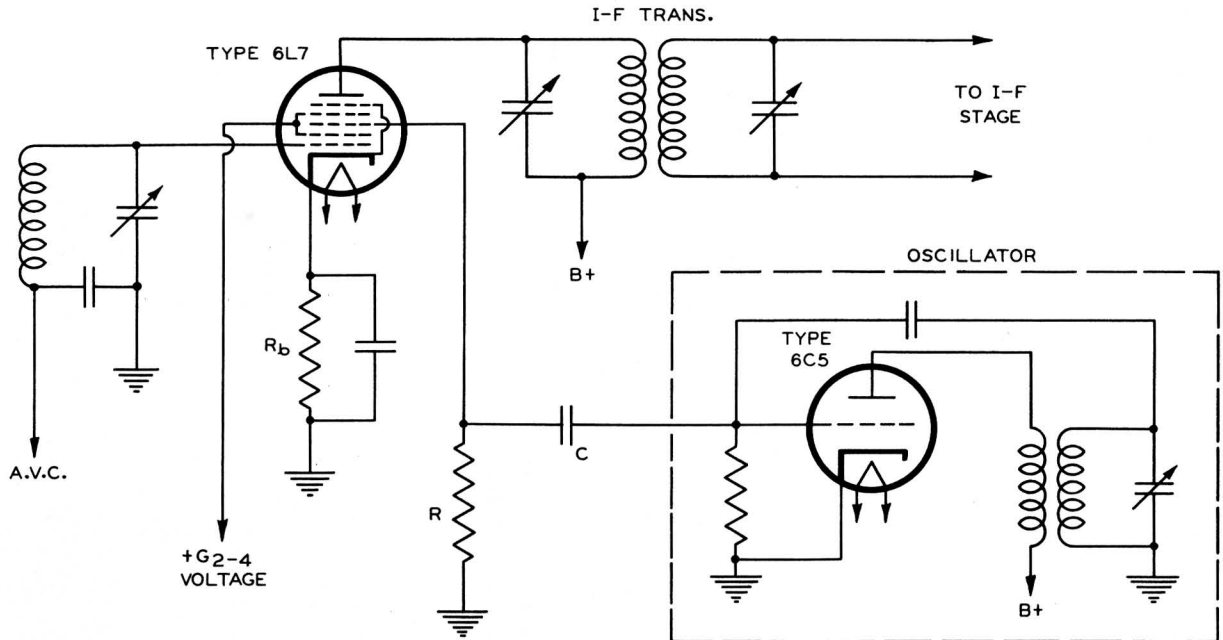 I-F TRANS.
TYPE 6L7
TO I-F
STAGE
B+
OSCILLATOR
TYPE
6C5
Rb
C
A.V.C.
R
+G2-4
VOLTAGE
B+